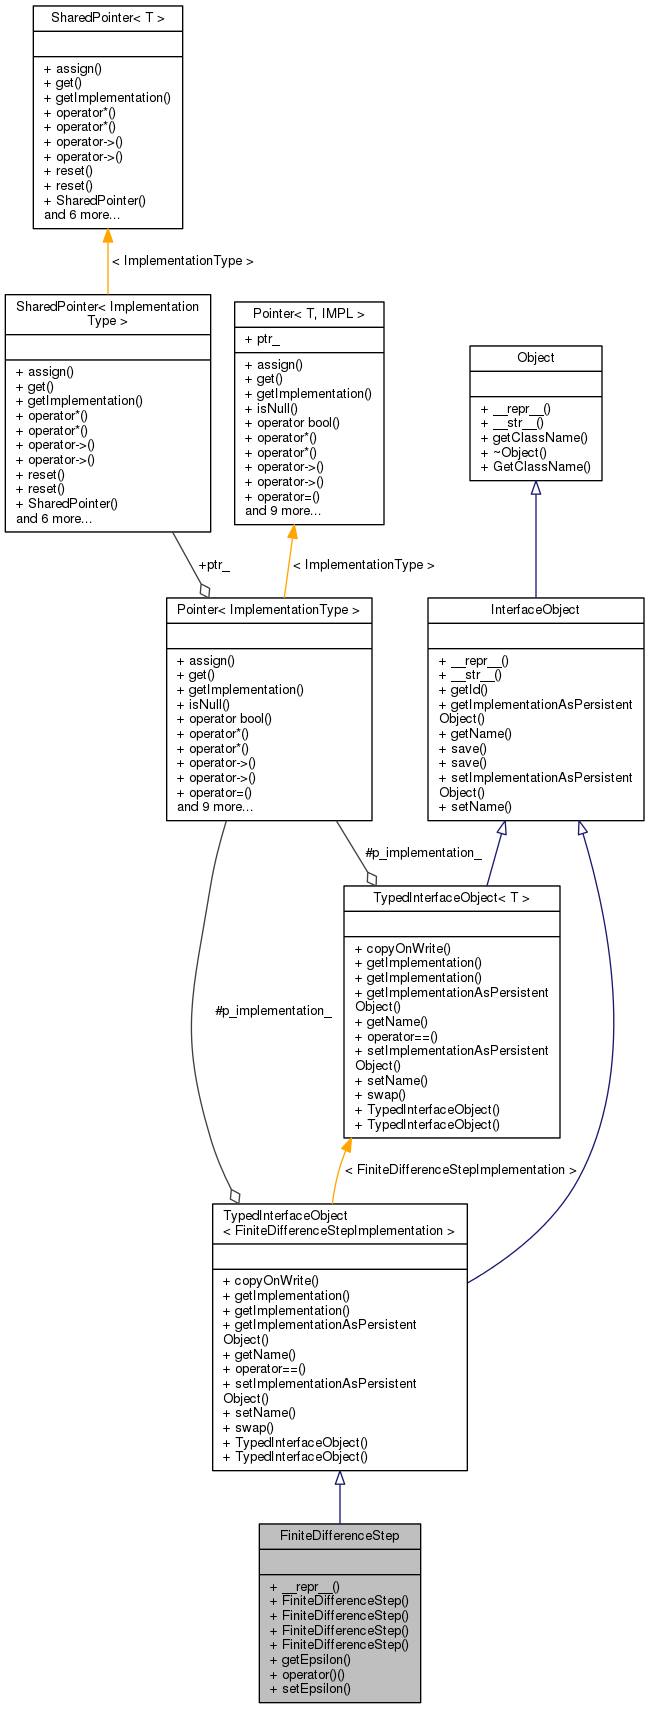 SharedPointer< T >
+ assign()
+ get()
+ getImplementation()
+ operator*()
+ operator*()
+ operator->()
+ operator->()
+ reset()
+ reset()
+ SharedPointer()
and 6 more...
< ImplementationType >
SharedPointer< Implementation
Type >
+ assign()
+ get()
+ getImplementation()
+ operator*()
+ operator*()
+ operator->()
+ operator->()
+ reset()
+ reset()
+ SharedPointer()
and 6 more...
Pointer< T, IMPL >
+ ptr_
+ assign()
+ get()
+ getImplementation()
+ isNull()
+ operator bool()
+ operator*()
+ operator*()
+ operator->()
+ operator->()
+ operator=()
and 9 more...
Object
+ __repr__()
+ __str__()
+ getClassName()
+ ~Object()
+ GetClassName()
+ptr_
< ImplementationType >
Pointer< ImplementationType >
+ assign()
+ get()
+ getImplementation()
+ isNull()
+ operator bool()
+ operator*()
+ operator*()
+ operator->()
+ operator->()
+ operator=()
and 9 more...
InterfaceObject
+ __repr__()
+ __str__()
+ getId()
+ getImplementationAsPersistent
Object()
+ getName()
+ save()
+ save()
+ setImplementationAsPersistent
Object()
+ setName()
#p_implementation_
TypedInterfaceObject< T >
+ copyOnWrite()
+ getImplementation()
+ getImplementation()
+ getImplementationAsPersistent
Object()
+ getName()
+ operator==()
+ setImplementationAsPersistent
Object()
+ setName()
+ swap()
+ TypedInterfaceObject()
+ TypedInterfaceObject()
#p_implementation_
< FiniteDifferenceStepImplementation >
TypedInterfaceObject
< FiniteDifferenceStepImplementation >
+ copyOnWrite()
+ getImplementation()
+ getImplementation()
+ getImplementationAsPersistent
Object()
+ getName()
+ operator==()
+ setImplementationAsPersistent
Object()
+ setName()
+ swap()
+ TypedInterfaceObject()
+ TypedInterfaceObject()
FiniteDifferenceStep
+ __repr__()
+ FiniteDifferenceStep()
+ FiniteDifferenceStep()
+ FiniteDifferenceStep()
+ FiniteDifferenceStep()
+ getEpsilon()
+ operator()()
+ setEpsilon()